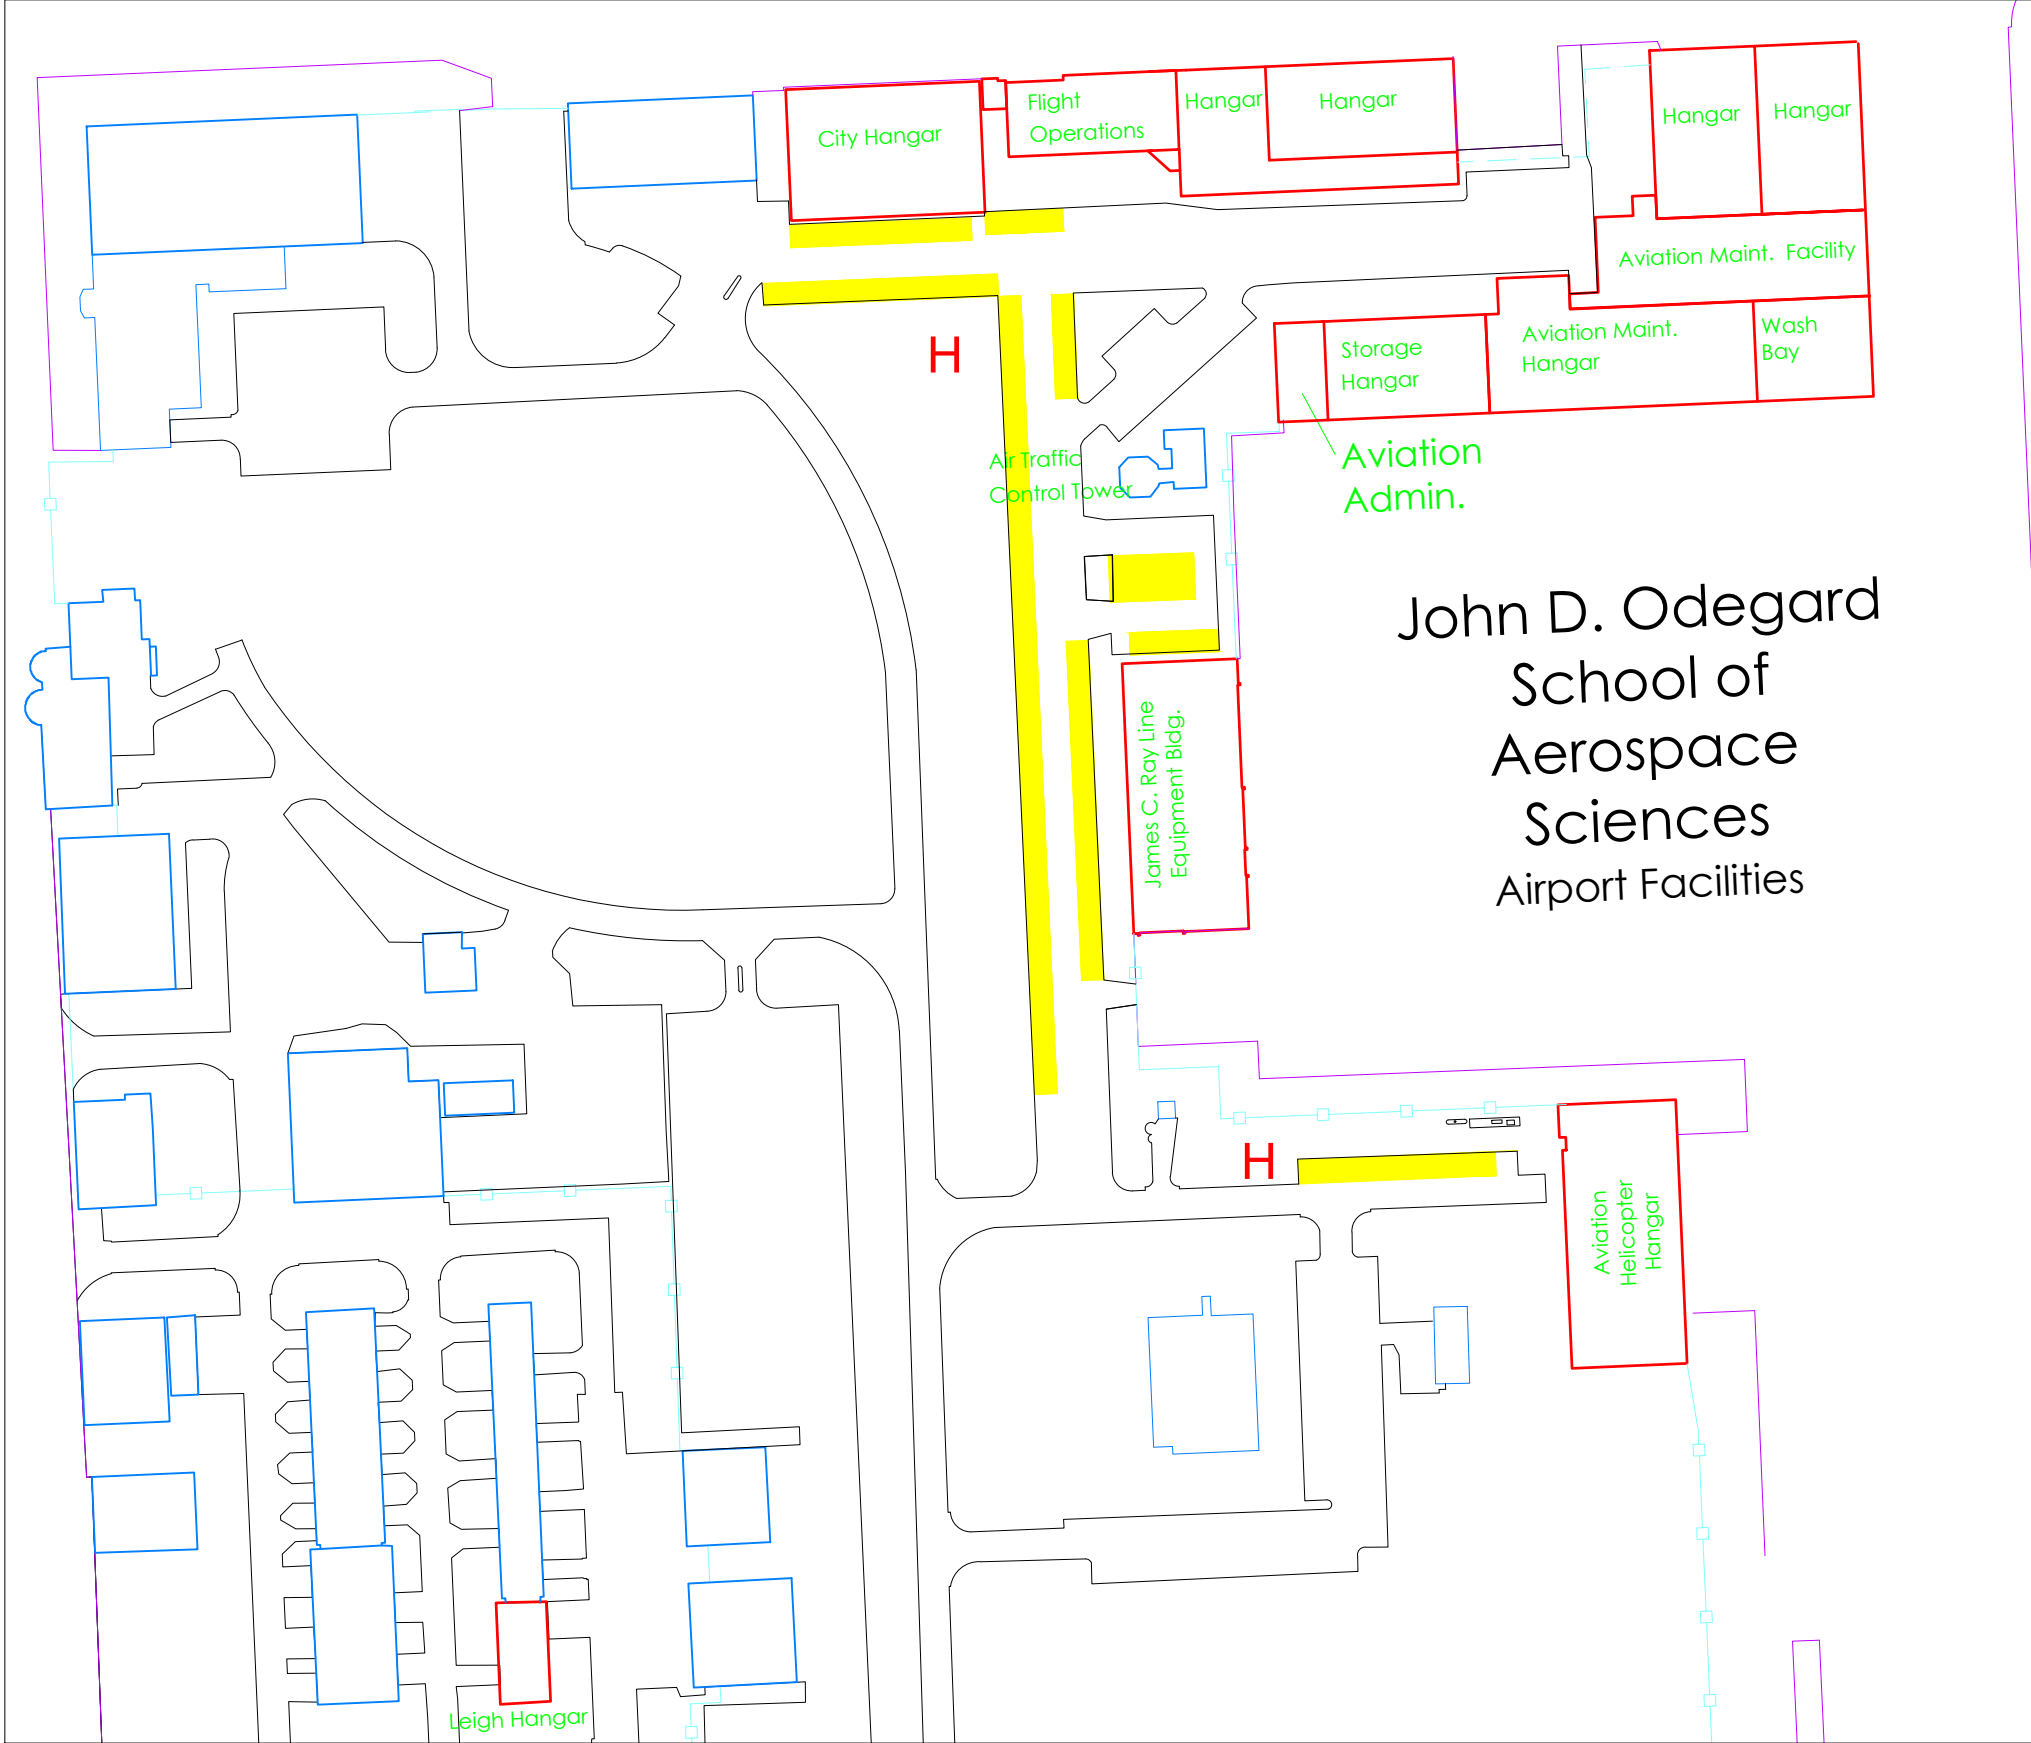 Flight
Operations
Hangar
Hangar
Hangar
Hangar
City Hangar
Aviation Maint. Facility
Storage
Hangar
Aviation Maint.
Hangar
Wash
Bay
H
Air Traffic
Control Tower
Aviation
Admin.
John D. Odegard
School of
Aerospace
Sciences
Airport Facilities
James C. Ray Line
Equipment Bldg.
H
Aviation
Helicopter
Hangar
Leigh Hangar